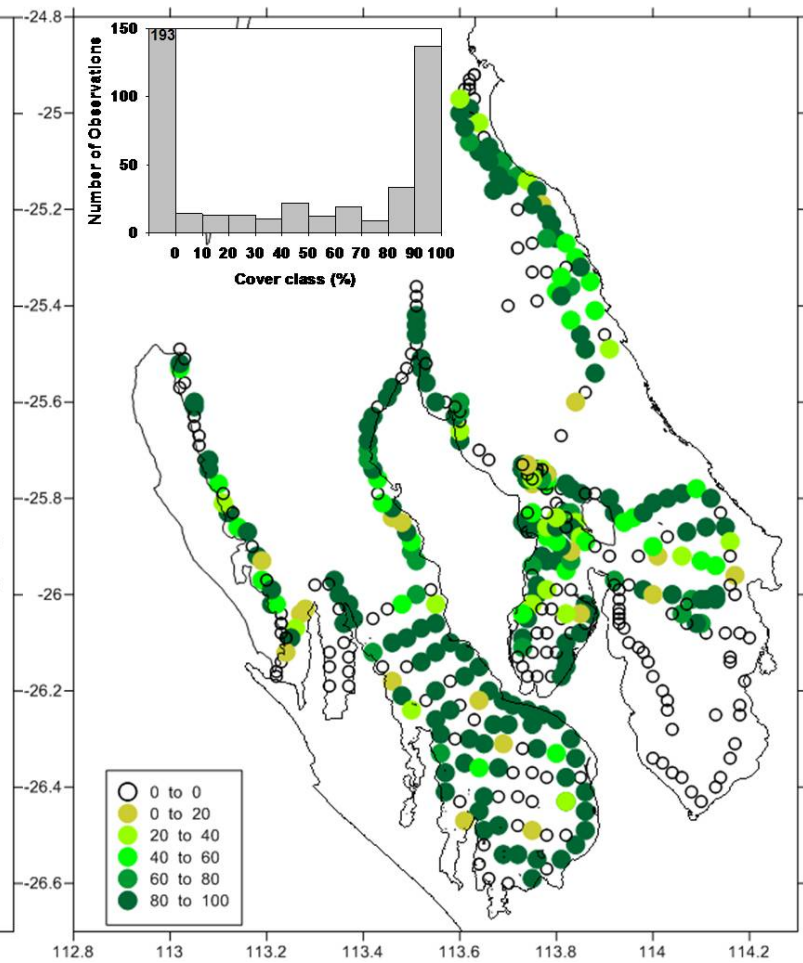 -24.8
150
193
100
50
0
Number of Observations
0 10 20 30 40 50 60 70 80 90 100
Cover class (%)
-25
-25.2
-25.4
-25.6
-25.8
-26
-26.2
-26.4
-26.6
0 to 0
0 to 20
20 to 40
40 to 60
60 to 80
80 to 100
112.8 113 113.2 113.4 113.6 113.8 114 114.2